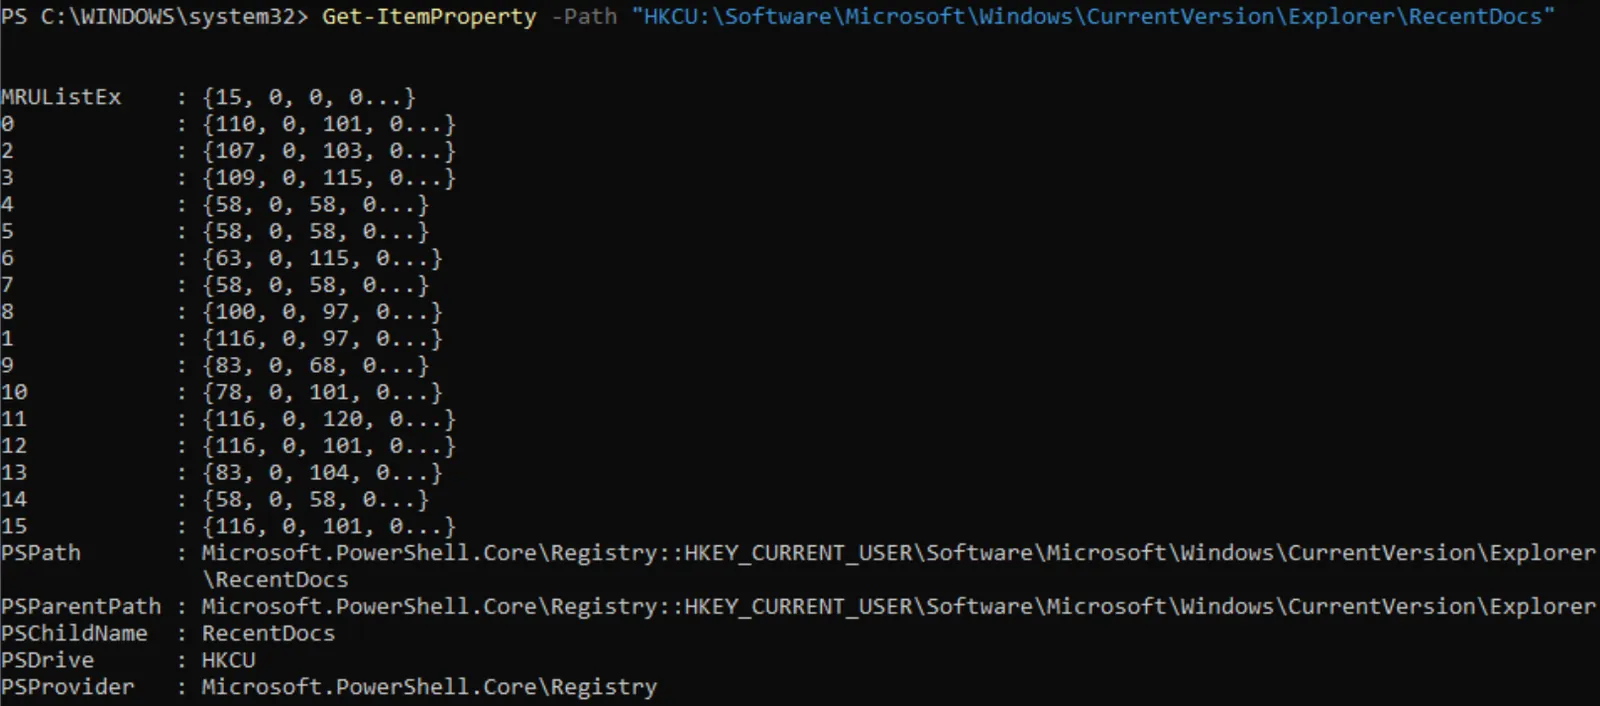 PS C:\WINDOWS\system32> Get-ItemProperty -Path "HKCU:\Software\Microsoft\Windows\CurrentVersion\Explorer\RecentDocs"
MRUListEx    : {15, 0, 0, 0...}
0            : {110, 0, 101, 0...}
2            : {107, 0, 103, 0...}
3            : {109, 0, 115, 0...}
4            : {58, 0, 58, 0...}
5            : {58, 0, 58, 0...}
6            : {63, 0, 115, 0...}
7            : {58, 0, 58, 0...}
8            : {100, 0, 97, 0...}
1            : {116, 0, 97, 0...}
9            : {83, 0, 68, 0...}
10           : {78, 0, 101, 0...}
11           : {116, 0, 120, 0...}
12           : {116, 0, 101, 0...}
13           : {83, 0, 104, 0...}
14           : {58, 0, 58, 0...}
15           : {116, 0, 101, 0...}
PSPath       : Microsoft.PowerShell.Core\Registry::HKEY_CURRENT_USER\Software\Microsoft\Windows\CurrentVersion\Explorer
               \RecentDocs
PSParentPath : Microsoft.PowerShell.Core\Registry::HKEY_CURRENT_USER\Software\Microsoft\Windows\CurrentVersion\Explorer
PSChildName  : RecentDocs
PSDrive      : HKCU
PSProvider   : Microsoft.PowerShell.Core\Registry